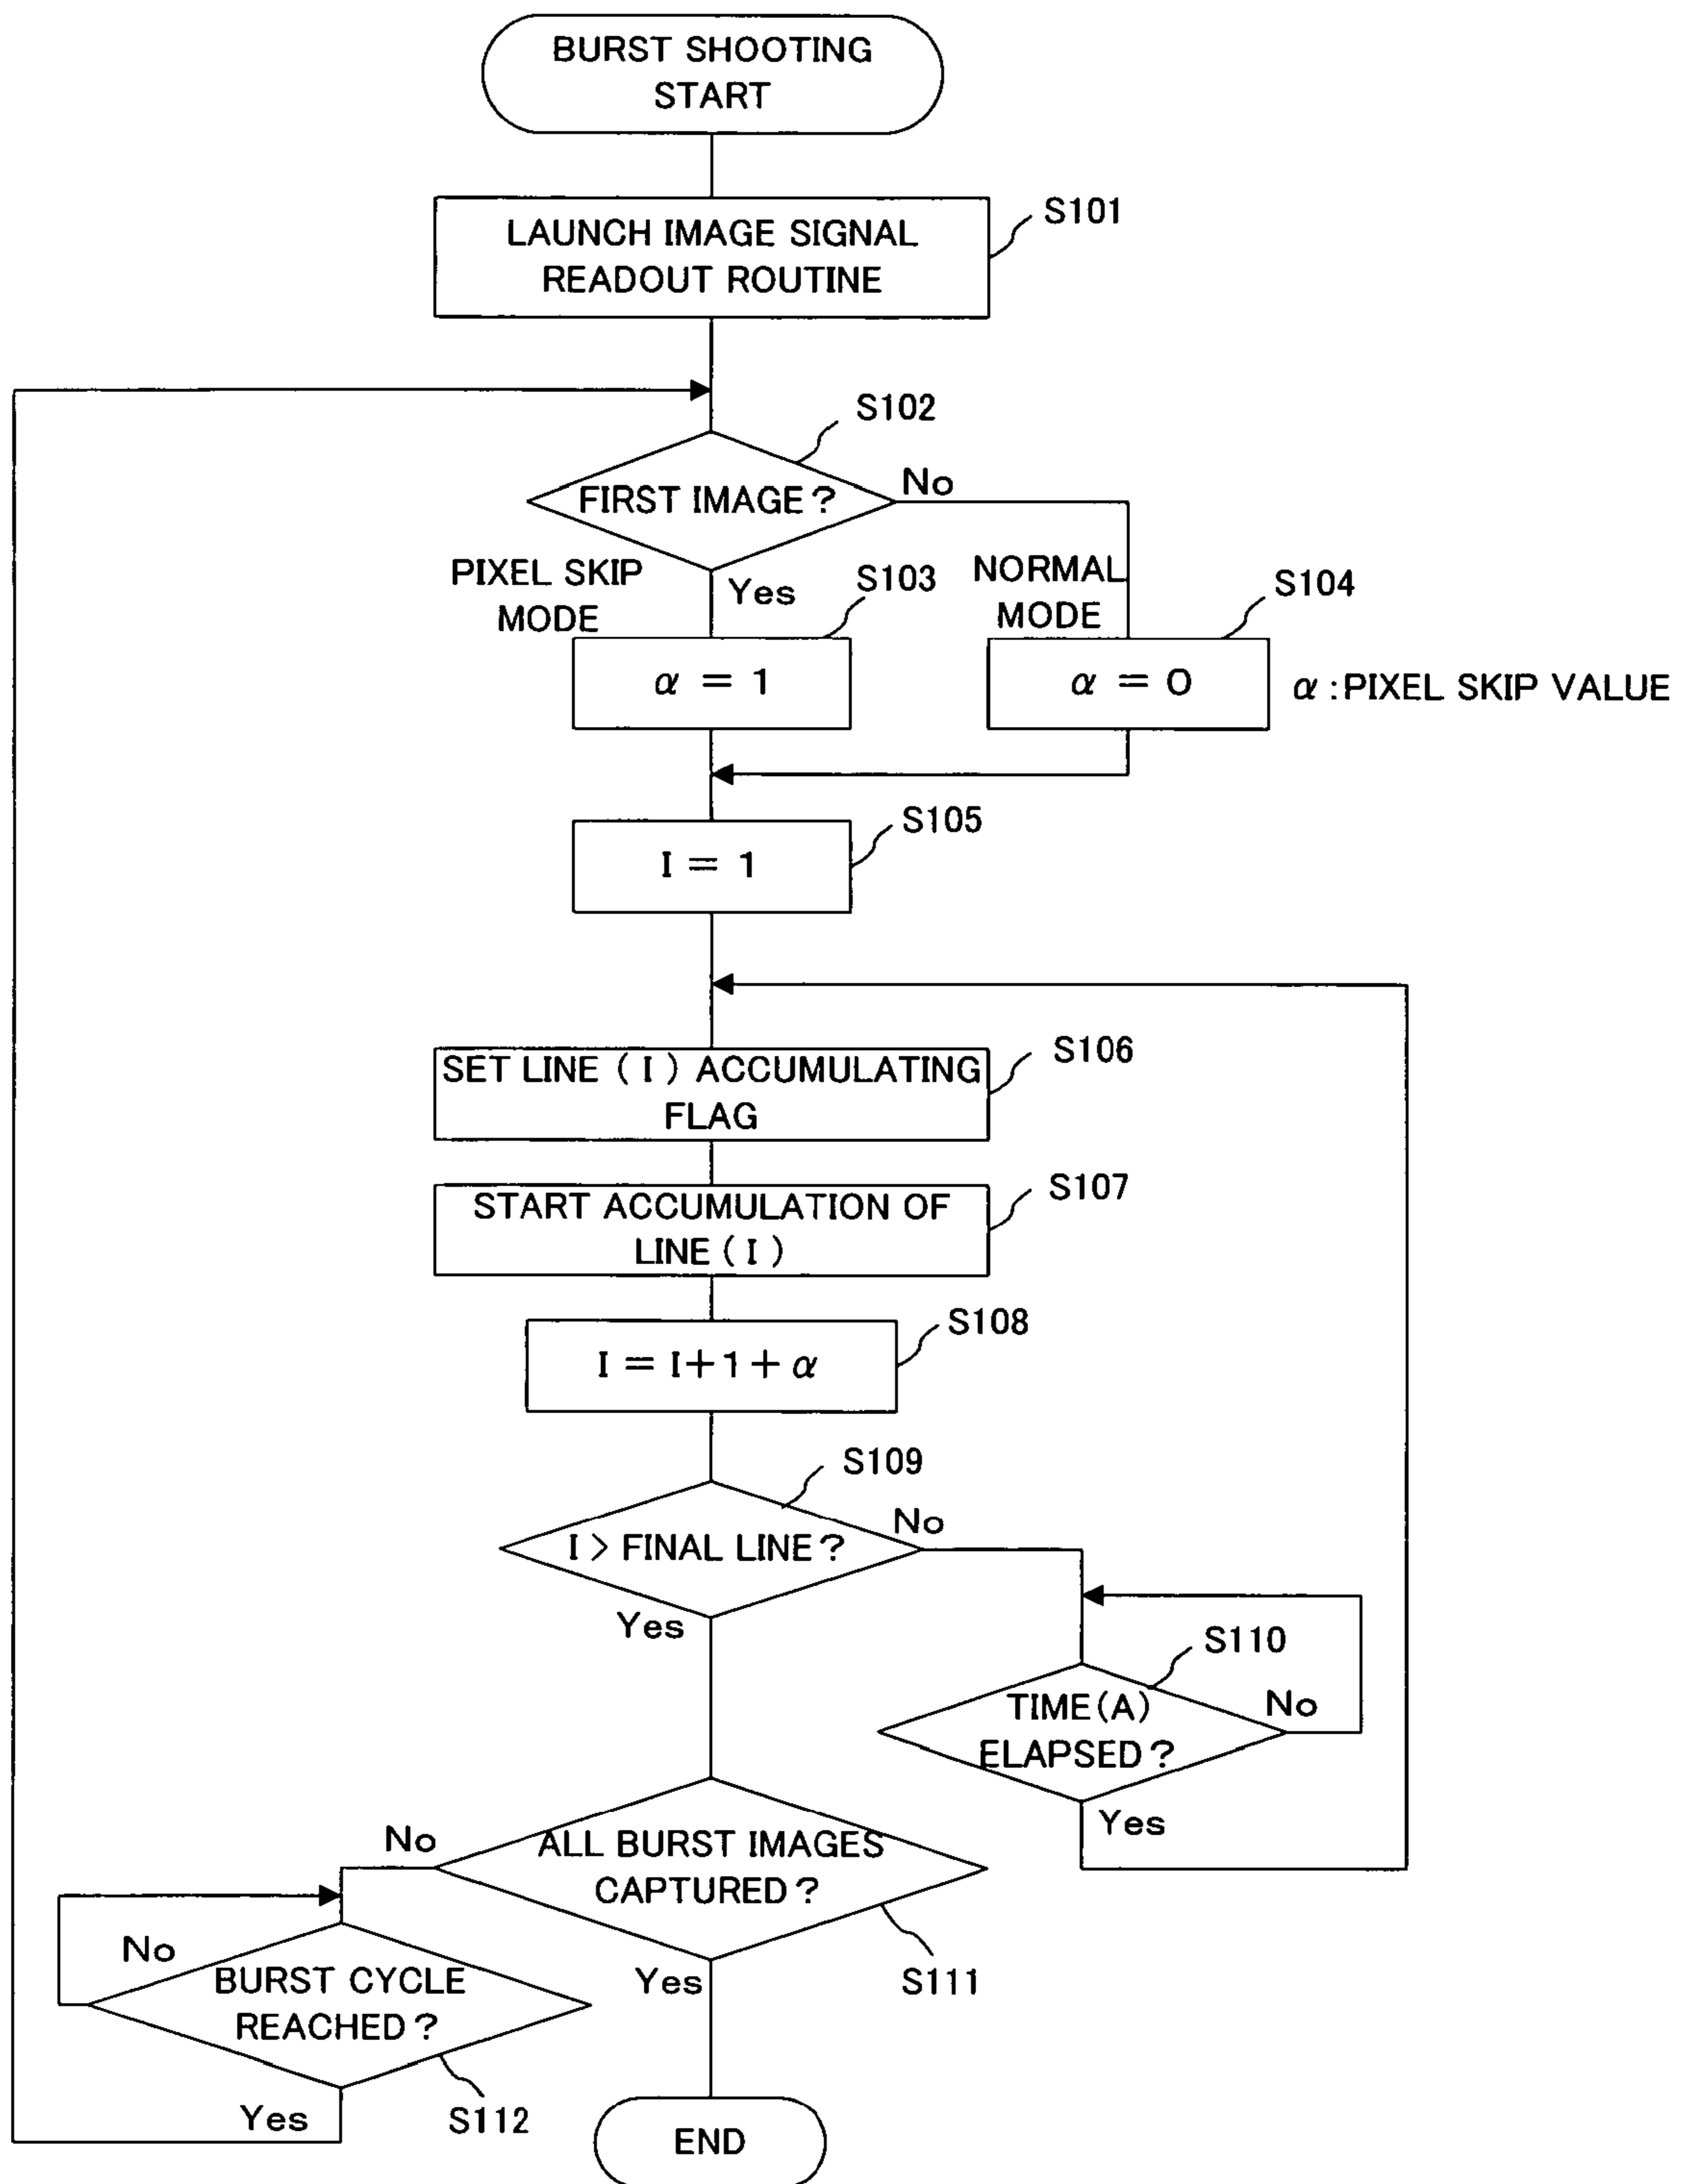 BURST SHOOTING
START
LAUNCH IMAGE SIGNAL
READOUT ROUTINE
S101
S102
FIRST IMAGE?
No
PIXEL SKIP
MODE
Yes
S103
NORMAL
MODE
S104
α = 1
α = 0
α:PIXEL SKIP VALUE
S105
I = 1
SET LINE (I) ACCUMULATING
FLAG
S106
START ACCUMULATION OF
LINE (I)
S107
S108
I = I+1+α
S109
I > FINAL LINE?
No
Yes
S110
TIME(A)
ELAPSED?
No
Yes
ALL BURST IMAGES
CAPTURED?
No
S111
Yes
No
BURST CYCLE
REACHED?
Yes
S112
END